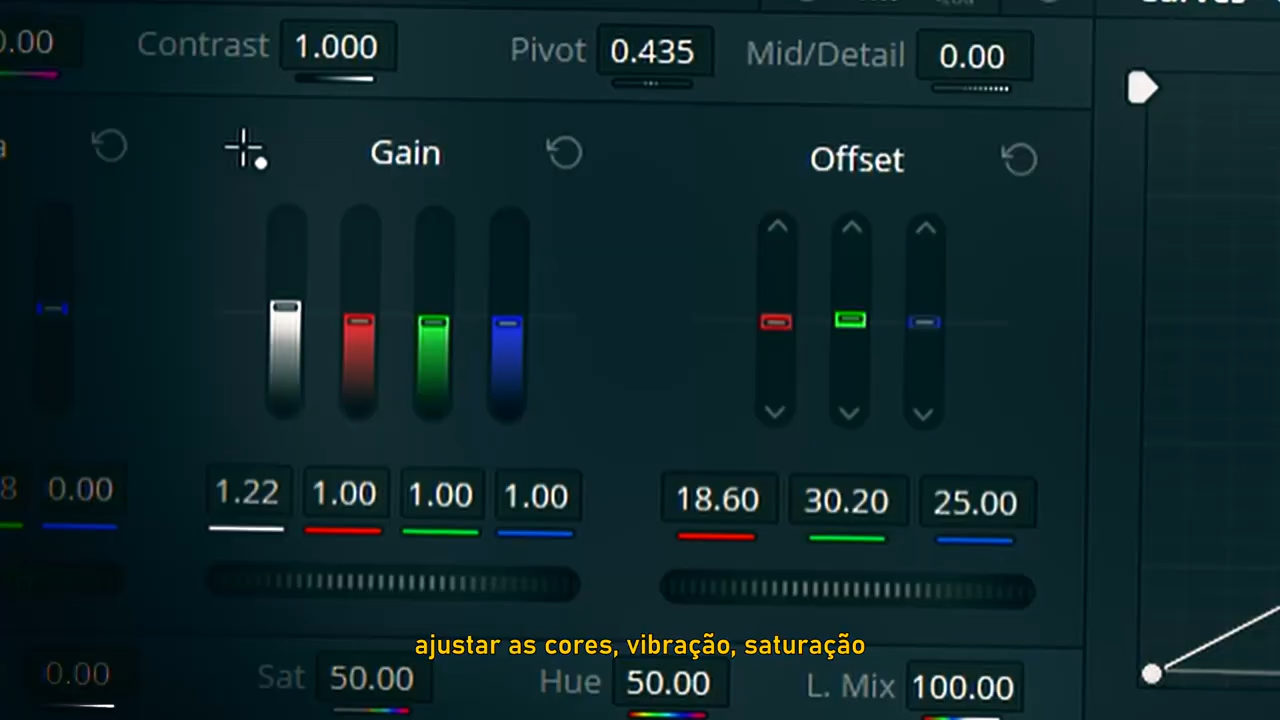 0.00 Contrast 1.000 Pivot 0.435 Mid/Detail 0.00
Gain Offset
8 0.00 1.22 1.00 1.00 1.00 18.60 30.20 25.00
ajustar as cores, vibração, saturação
0.00 Sat 50.00 Hue 50.00 L. Mix 100.00